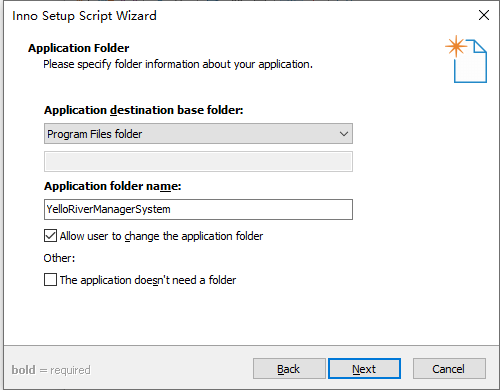 Inno Setup Script Wizard
Application Folder
Please specify folder information about your application.
Application destination base folder:
Program Files folder
Application folder name:
YelloRiverManagerSystem
Allow user to change the application folder
Other:
The application doesn't need a folder
bold = required
Back
Next
Cancel